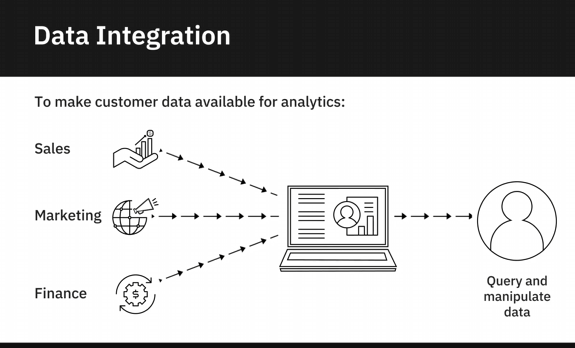 Data Integration
To make customer data available for analytics:
Sales
Marketing
Finance
$
Query and
manipulate
data